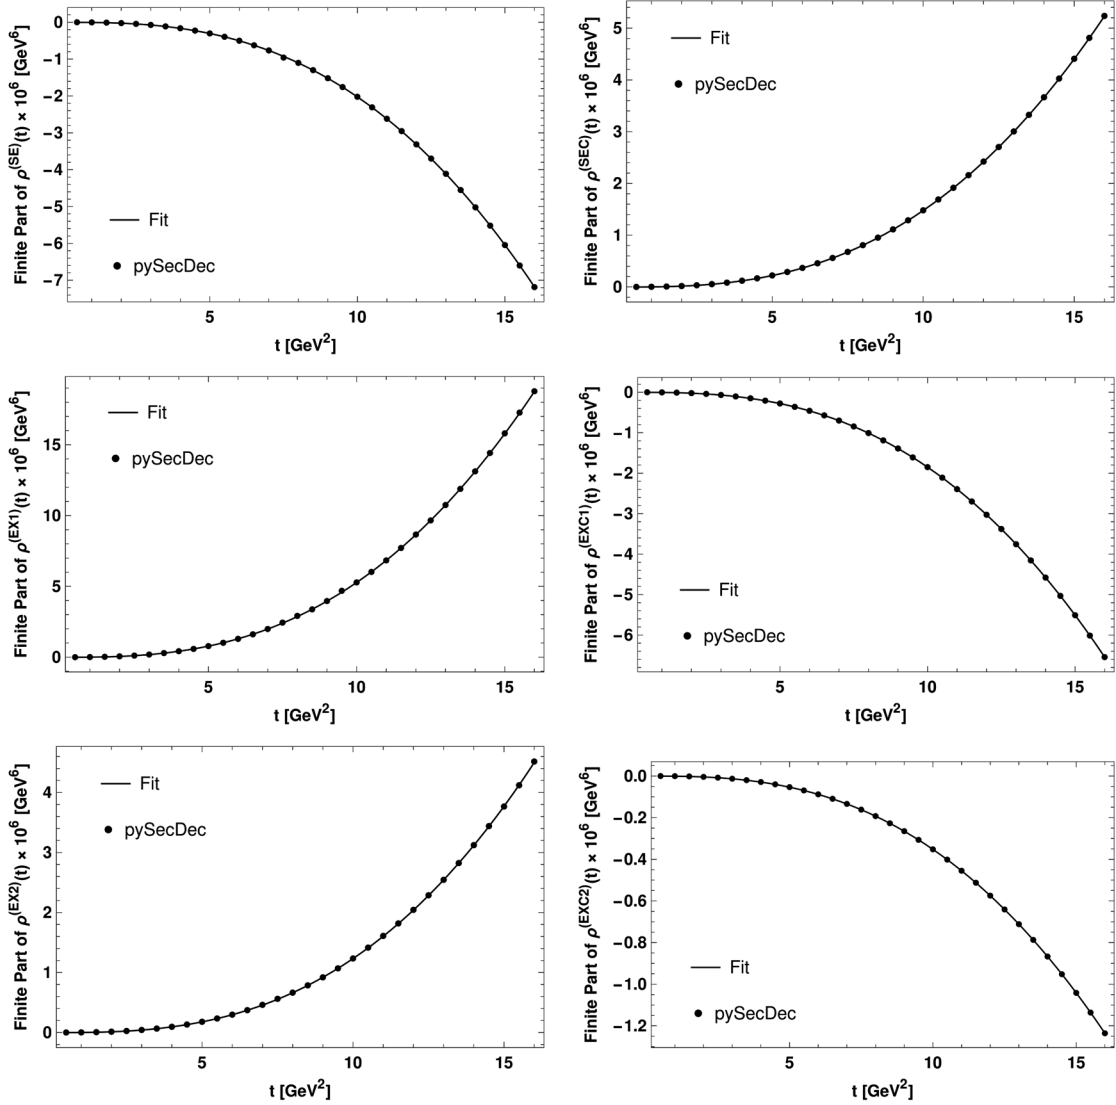 Finite Part of ρ^(SE)(t) × 10^6 [GeV^6]
0
−1
−2
−3
−4
−5
−6
−7
Fit
pySecDec
5
10
15
t [GeV^2]
Finite Part of ρ^(SEC)(t) × 10^6 [GeV^6]
5
4
3
2
1
0
Fit
pySecDec
5
10
15
t [GeV^2]
Finite Part of ρ^(EX1)(t) × 10^6 [GeV^6]
15
10
5
0
Fit
pySecDec
5
10
15
t [GeV^2]
Finite Part of ρ^(EXC1)(t) × 10^6 [GeV^6]
0
−1
−2
−3
−4
−5
−6
Fit
pySecDec
5
10
15
t [GeV^2]
Finite Part of ρ^(EX2)(t) × 10^6 [GeV^6]
4
3
2
1
0
Fit
pySecDec
5
10
15
t [GeV^2]
Finite Part of ρ^(EXC2)(t) × 10^6 [GeV^6]
0.0
−0.2
−0.4
−0.6
−0.8
−1.0
−1.2
Fit
pySecDec
5
10
15
t [GeV^2]